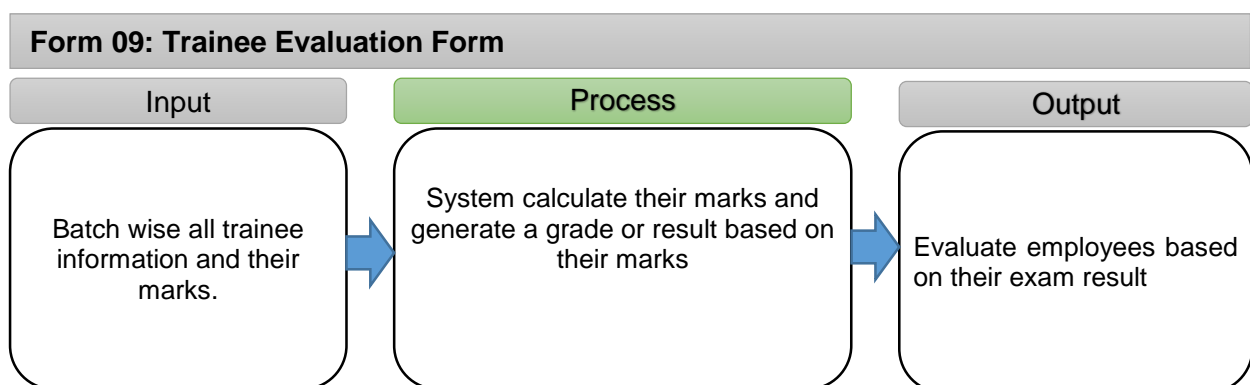 Form 09: Trainee Evaluation Form
Input
Process
Output
Batch wise all trainee
information and their
marks.
System calculate their marks and
generate a grade or result based on
their marks
Evaluate employees based
on their exam result